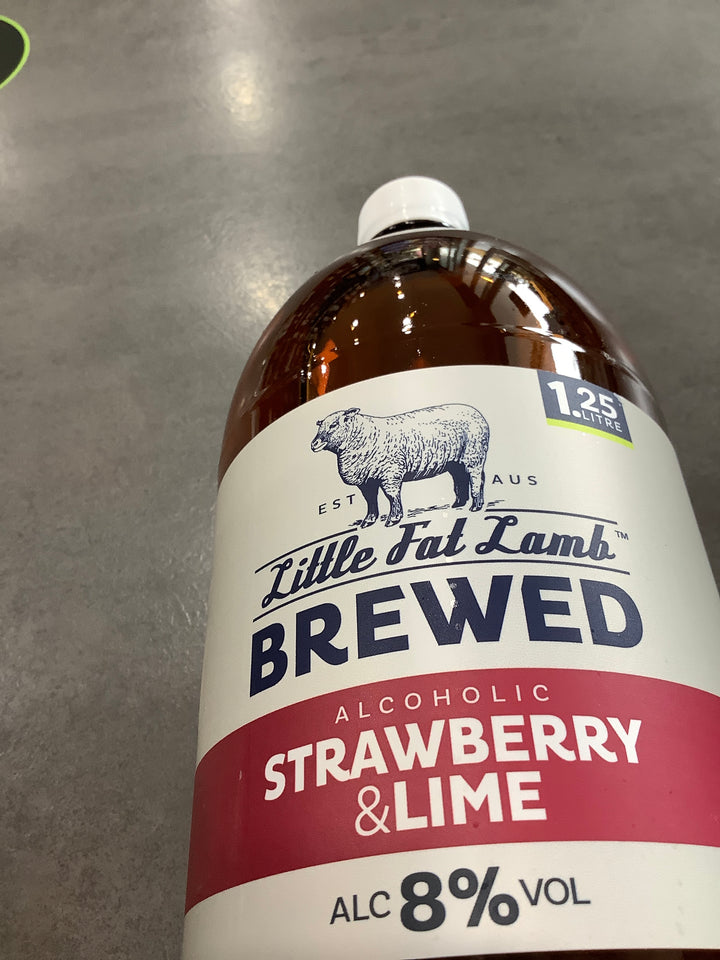 1.25
LITRE
EST AUS
Little Fat Lamb™
BREWED
ALCOHOLIC
STRAWBERRY
&LIME
ALC 8% VOL